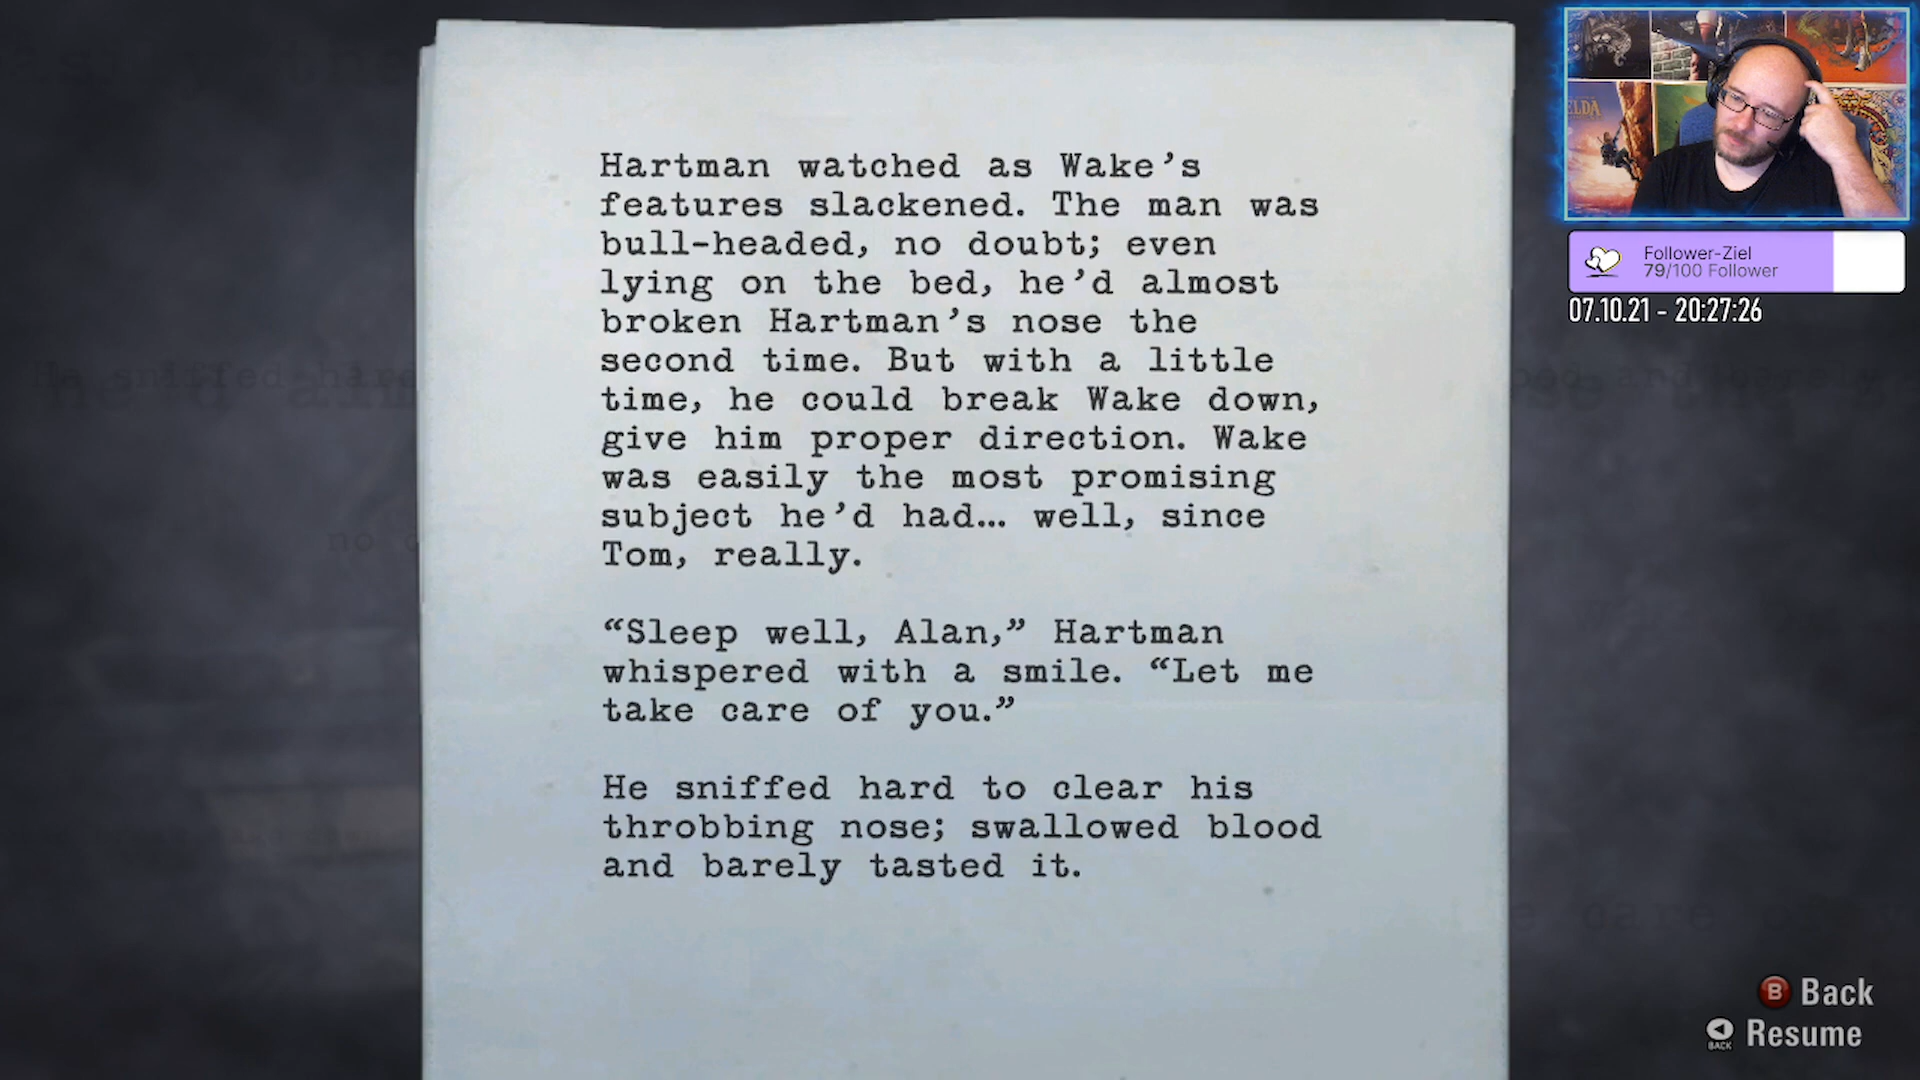 Hartman watched as Wake’s
features slackened. The man was
bull-headed, no doubt; even
lying on the bed, he’d almost
broken Hartman’s nose the
second time. But with a little
time, he could break Wake down,
give him proper direction. Wake
was easily the most promising
subject he’d had… well, since
Tom, really.
“Sleep well, Alan,” Hartman
whispered with a smile. “Let me
take care of you.”
He sniffed hard to clear his
throbbing nose; swallowed blood
and barely tasted it.
ELDA
Follower-Ziel
79/100 Follower
07.10.21 - 20:27:26
B Back
BACK Resume